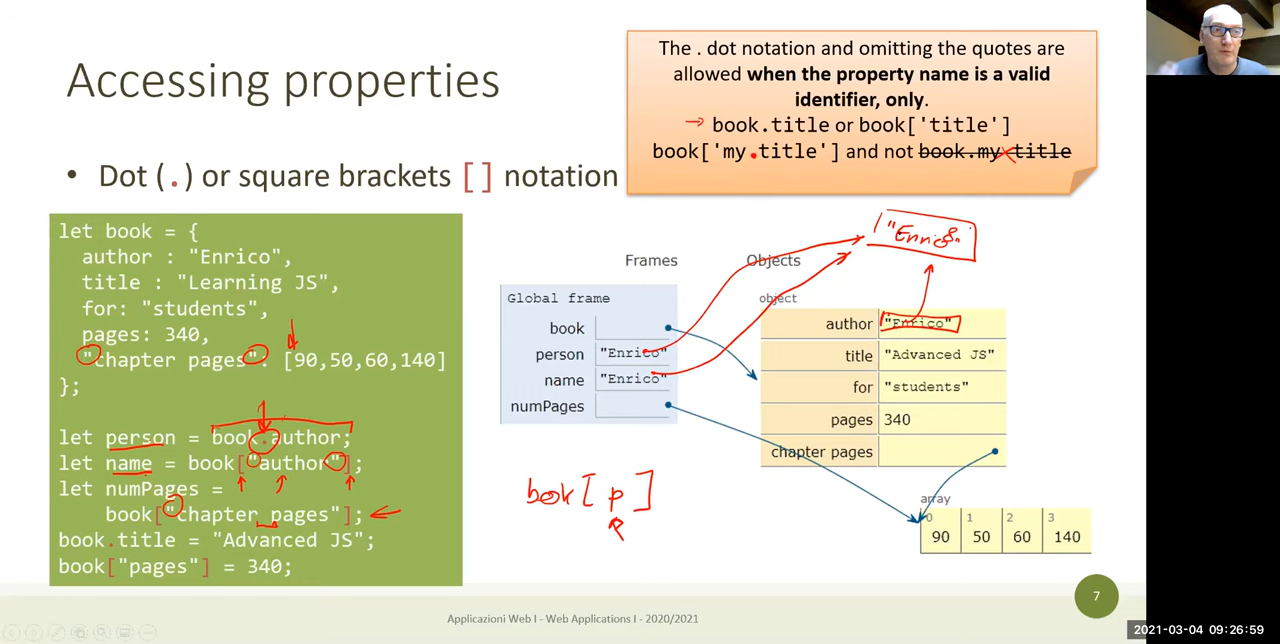 The . dot notation and omitting the quotes are
allowed when the property name is a valid
identifier, only.
→ book.title or book['title']
book['my.title'] and not book.my title
Accessing properties
• Dot (.) or square brackets [] notation
let book = {
author : "Enrico",
title : "Learning JS",
for: "students",
pages: 340,
"chapter pages": [90,50,60,140]
};
let person = book.author;
let name = book["author"];
let numPages =
book["chapter pages"];
book.title = "Advanced JS";
book["pages"] = 340;
"Enrico"
Frames
Objects
Global frame
book
person "Enrico"
name "Enrico"
numPages
object
author "Enrico"
title "Advanced JS"
for "students"
pages 340
chapter pages
book[ p ]
array
0 1 2 3
90 50 60 140
7
Applicazioni Web I - Web Applications I - 2020/2021
2021-03-04 09:26:59